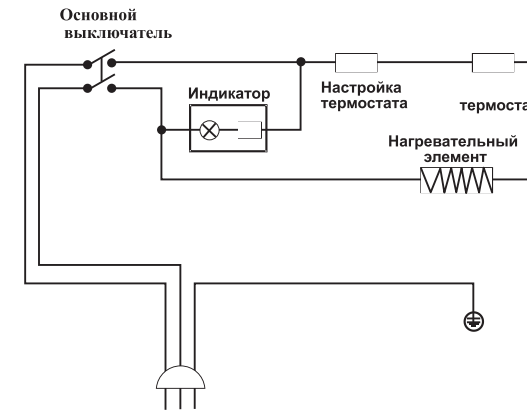 Основной
выключатель
Индикатор
Настройка
термостата
Нагревательный
элемент